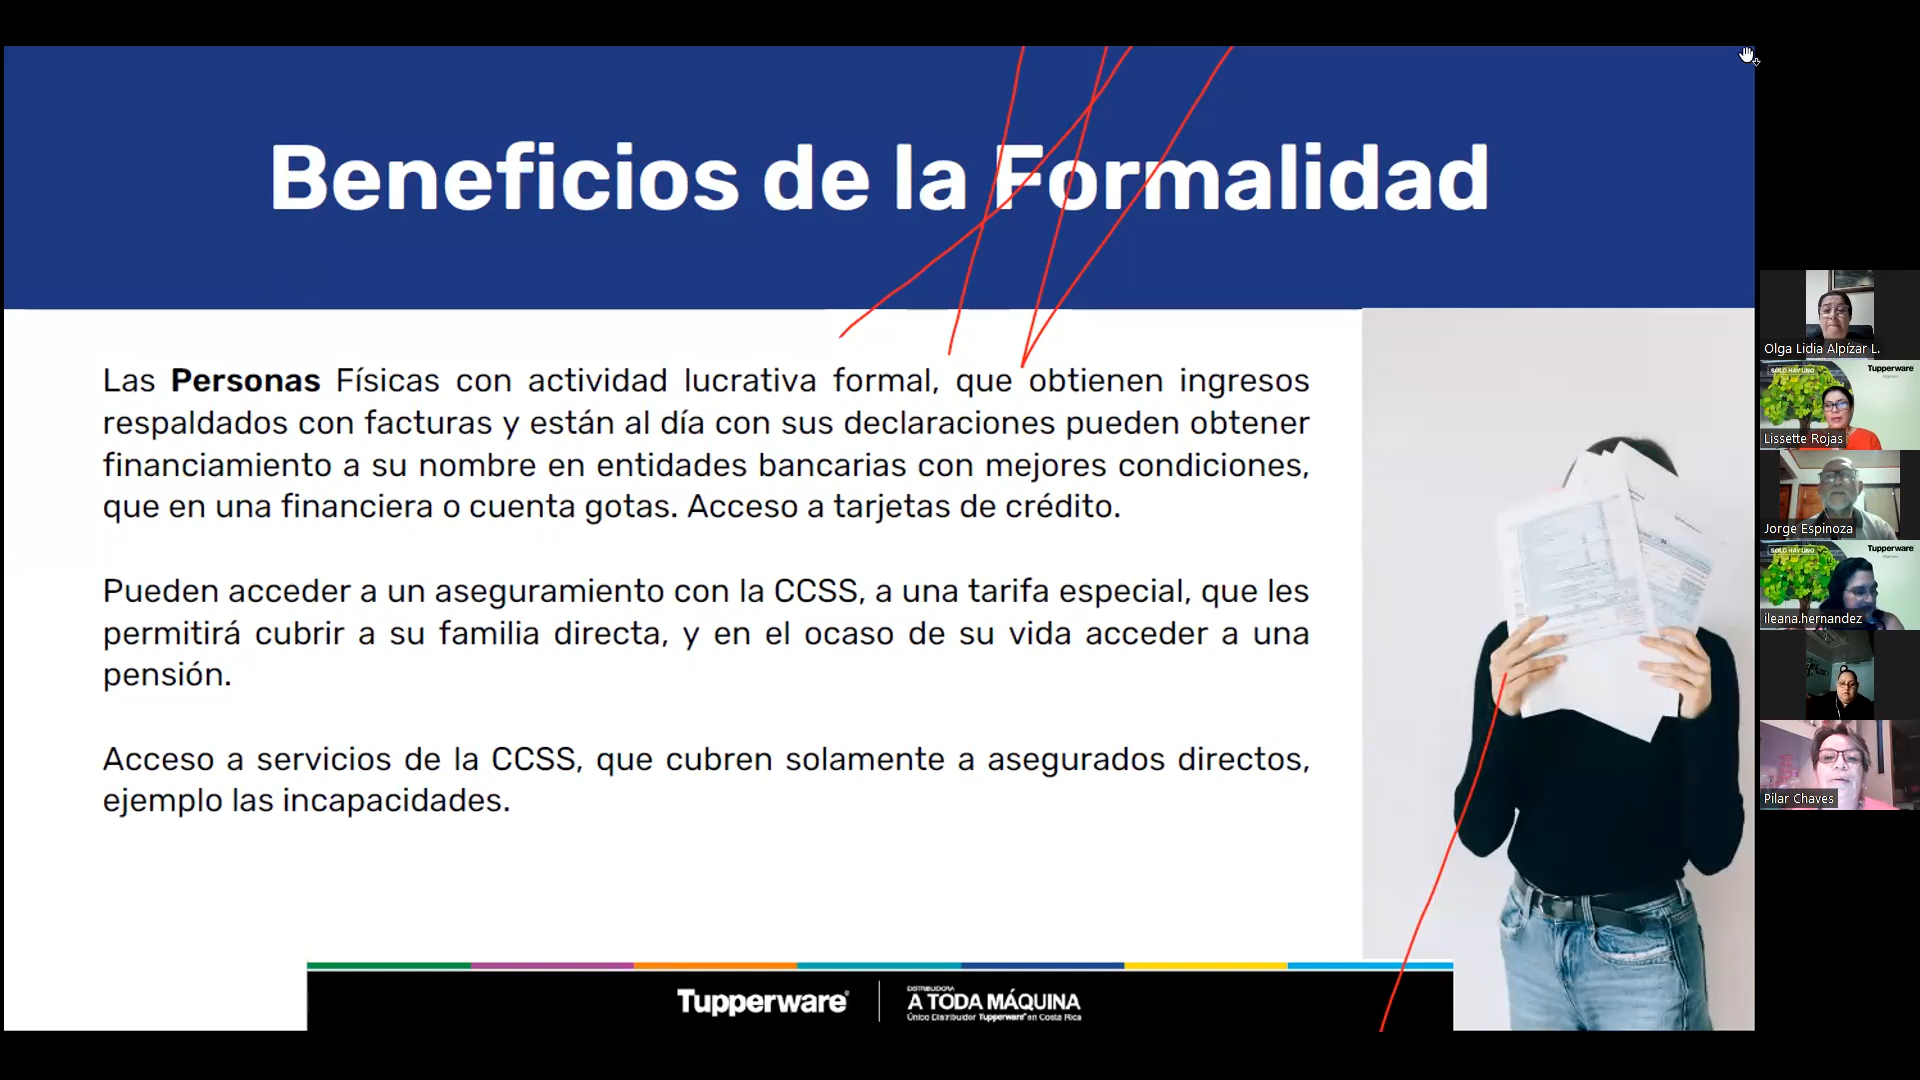 Beneficios de la Formalidad
Las Personas Físicas con actividad lucrativa formal, que obtienen ingresos
respaldados con facturas y están al día con sus declaraciones pueden obtener
financiamiento a su nombre en entidades bancarias con mejores condiciones,
que en una financiera o cuenta gotas. Acceso a tarjetas de crédito.
Pueden acceder a un aseguramiento con la CCSS, a una tarifa especial, que les
permitirá cubrir a su familia directa, y en el ocaso de su vida acceder a una
pensión.
Acceso a servicios de la CCSS, que cubren solamente a asegurados directos,
ejemplo las incapacidades.
Tupperware
DISTRIBUIDORA
A TODA MÁQUINA
Único Distribuidor Tupperware en Costa Rica
Olga Lidia Alpízar L.
SOLO HAY UNO
Tupperware
Lissette Rojas
Jorge Espinoza
SOLO HAY UNO
Tupperware
ileana.hernandez
Pilar Chaves